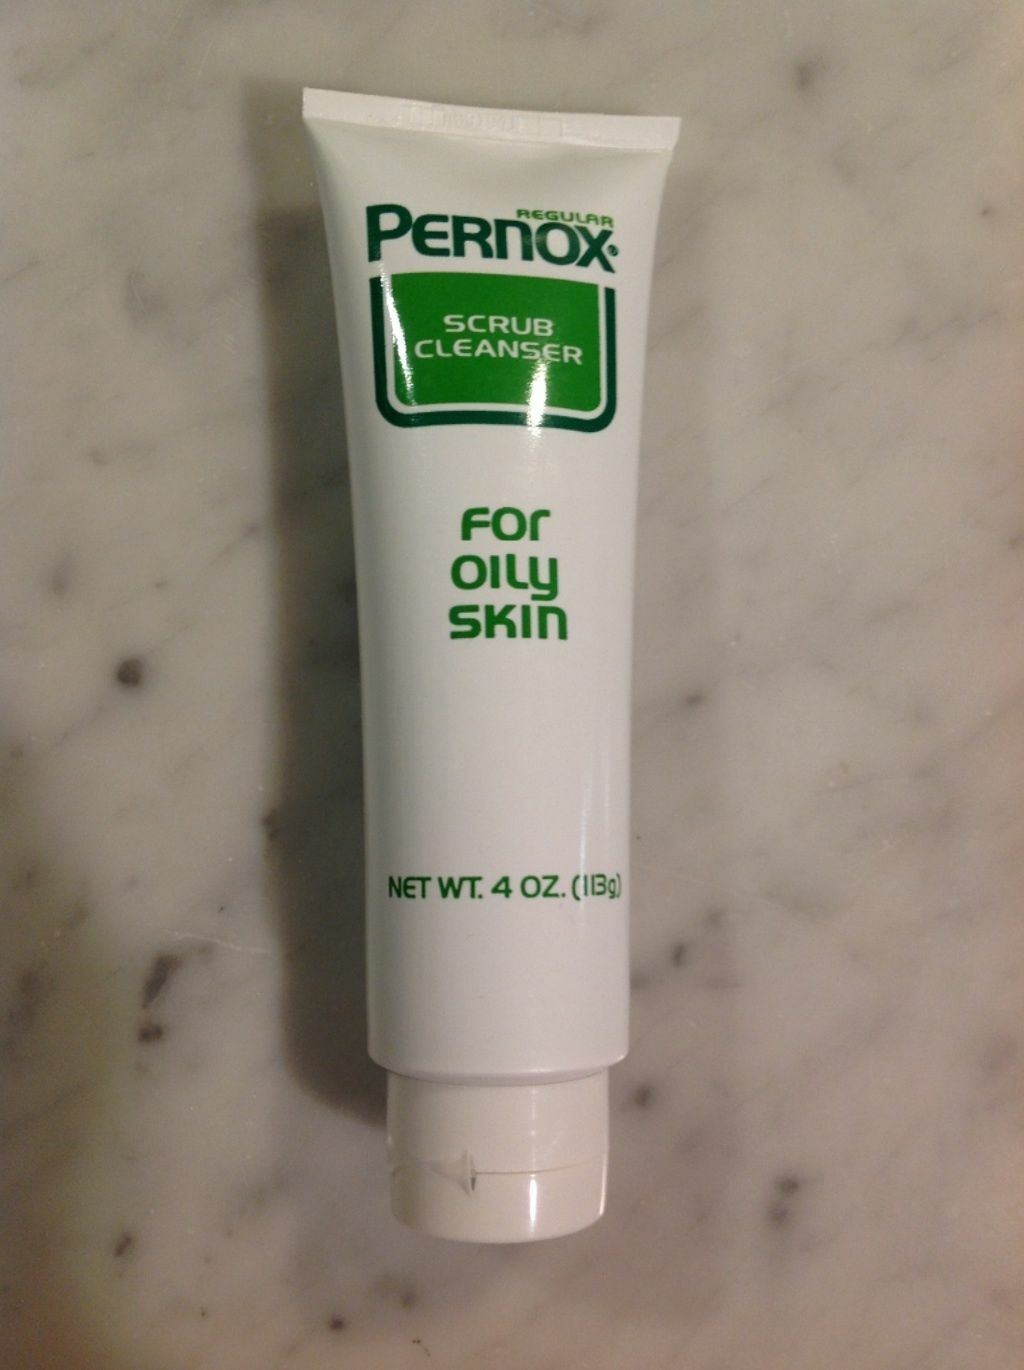 REGULAR
PERNOX®
SCRUB
CLEANSER
FOR
OILY
SKIN
NET WT. 4 OZ. (113g)